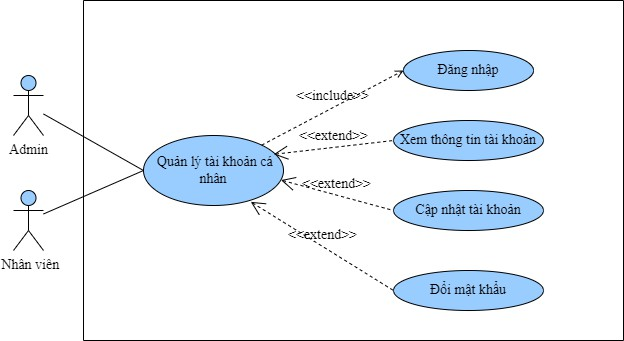 Đăng nhập
<<include>>
<<extend>>
Xem thông tin tài khoản
Admin
Quản lý tài khoản cá
nhân
<<extend>>
Cập nhật tài khoản
<<extend>>
Nhân viên
Đổi mật khẩu